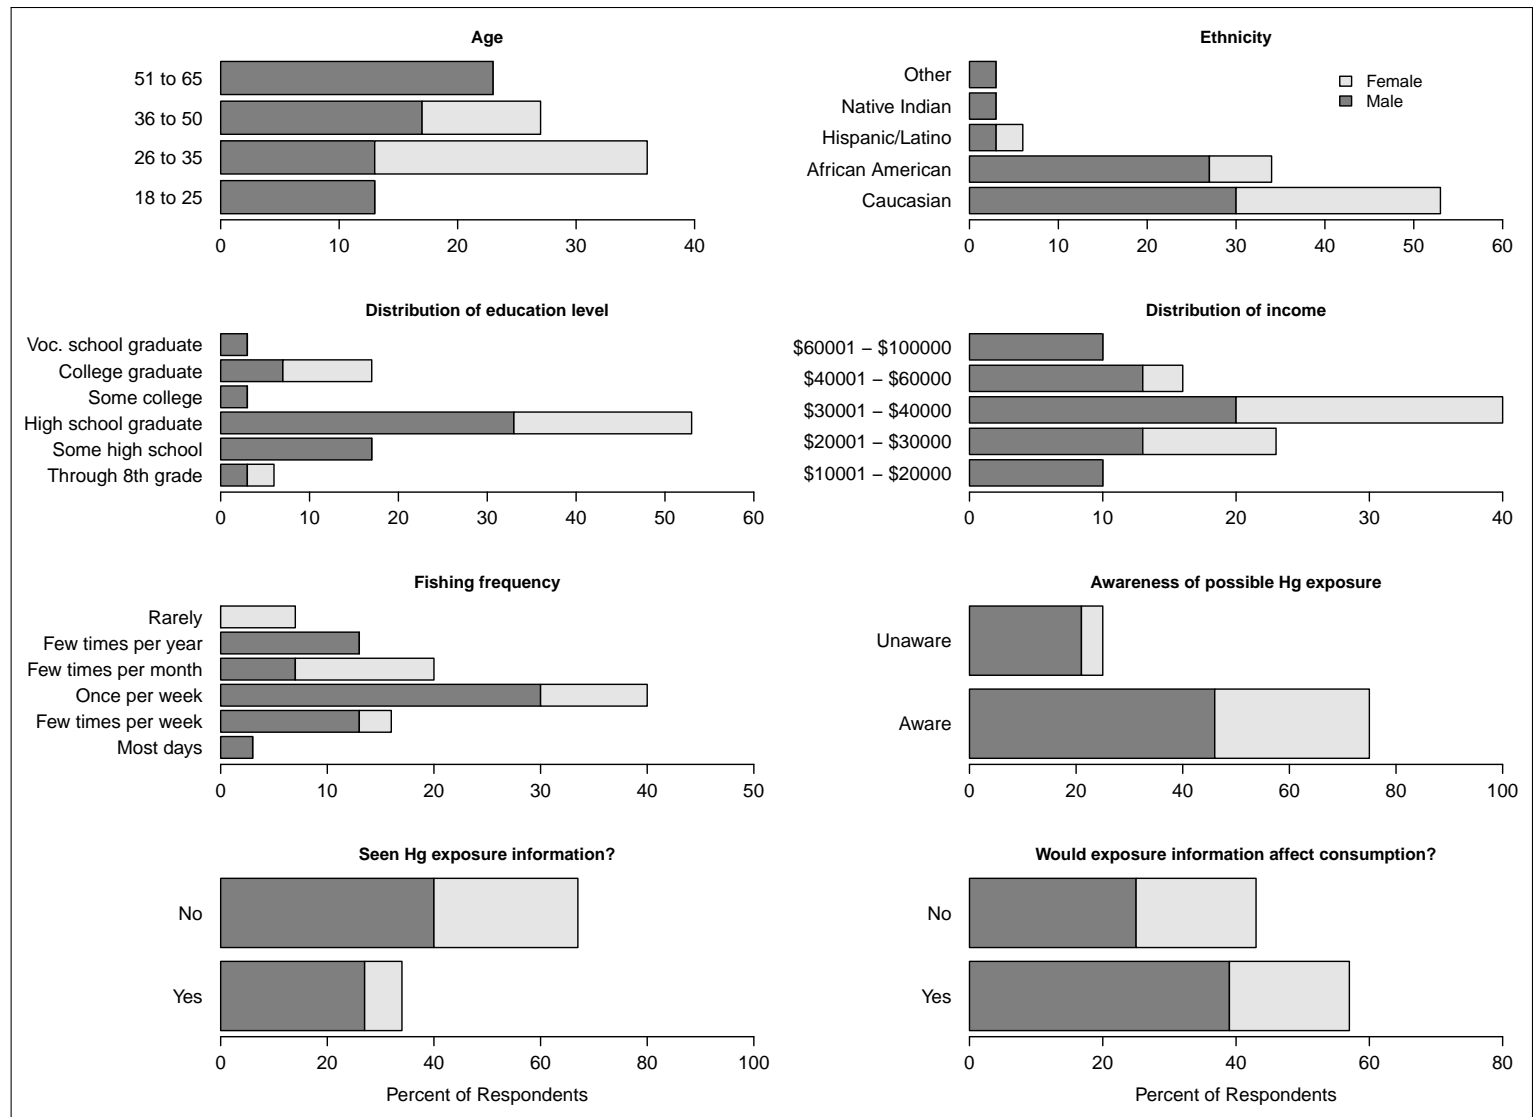 Age
51 to 65
36 to 50
26 to 35
18 to 25
0 10 20 30 40
Ethnicity
Female
Male
Other
Native Indian
Hispanic/Latino
African American
Caucasian
0 10 20 30 40 50 60
Distribution of education level
Voc. school graduate
College graduate
Some college
High school graduate
Some high school
Through 8th grade
0 10 20 30 40 50 60
Distribution of income
$60001 − $100000
$40001 − $60000
$30001 − $40000
$20001 − $30000
$10001 − $20000
0 10 20 30 40
Fishing frequency
Rarely
Few times per year
Few times per month
Once per week
Few times per week
Most days
0 10 20 30 40 50
Awareness of possible Hg exposure
Unaware
Aware
0 20 40 60 80 100
Seen Hg exposure information?
No
Yes
0 20 40 60 80 100
Percent of Respondents
Would exposure information affect consumption?
No
Yes
0 20 40 60 80
Percent of Respondents